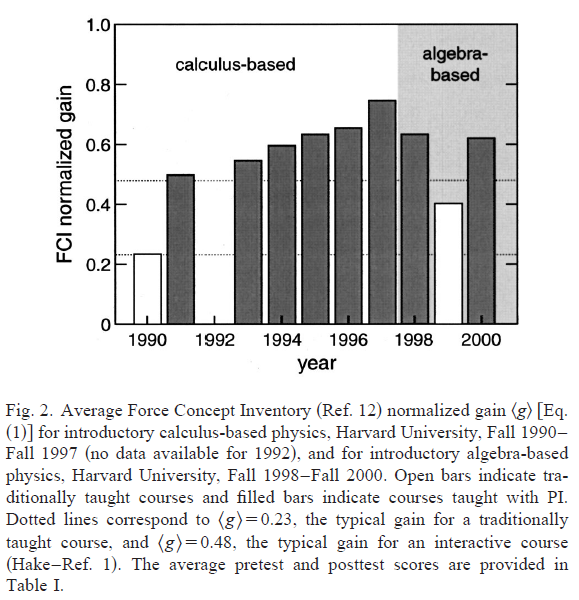 1.0
0.8
0.6
0.4
0.2
0
FCI normalized gain
calculus-based
algebra-
based
1990 1992 1994 1996 1998 2000
year
Fig. 2. Average Force Concept Inventory (Ref. 12) normalized gain ⟨g⟩ [Eq.
(1)] for introductory calculus-based physics, Harvard University, Fall 1990–
Fall 1997 (no data available for 1992), and for introductory algebra-based
physics, Harvard University, Fall 1998–Fall 2000. Open bars indicate tra-
ditionally taught courses and filled bars indicate courses taught with PI.
Dotted lines correspond to ⟨g⟩=0.23, the typical gain for a traditionally
taught course, and ⟨g⟩=0.48, the typical gain for an interactive course
(Hake–Ref. 1). The average pretest and posttest scores are provided in
Table I.